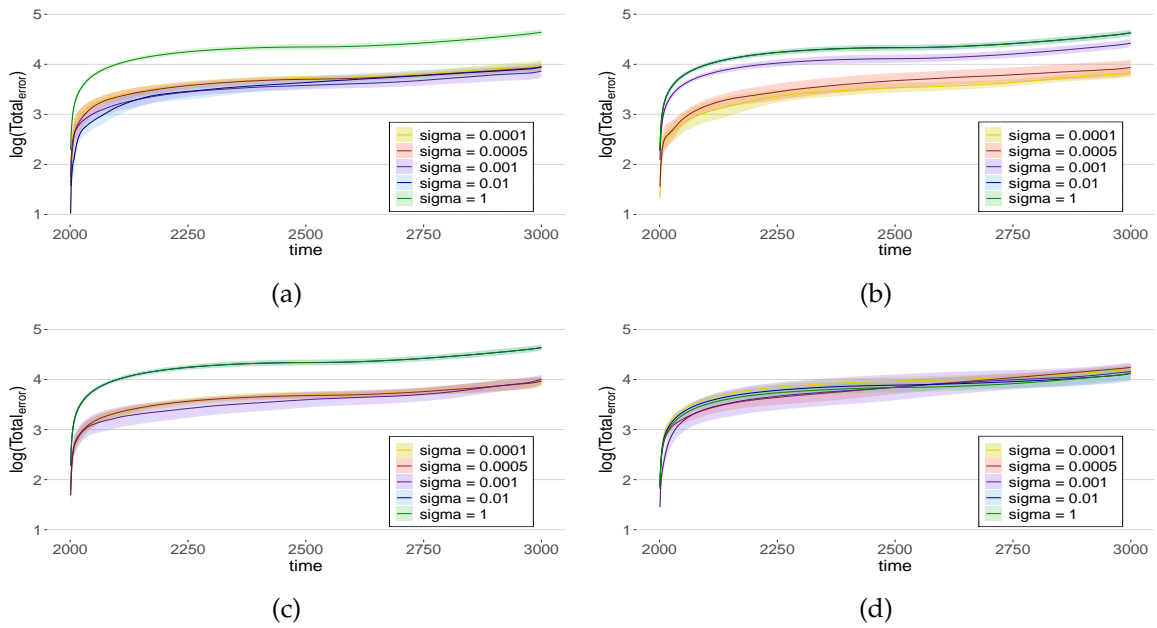 log(Total_error)
5
4
3
2
1
sigma = 0.0001
sigma = 0.0005
sigma = 0.001
sigma = 0.01
sigma = 1
2000 2250 2500 2750 3000
time
(a)
log(Total_error)
5
4
3
2
1
sigma = 0.0001
sigma = 0.0005
sigma = 0.001
sigma = 0.01
sigma = 1
2000 2250 2500 2750 3000
time
(b)
log(Total_error)
5
4
3
2
1
sigma = 0.0001
sigma = 0.0005
sigma = 0.001
sigma = 0.01
sigma = 1
2000 2250 2500 2750 3000
time
(c)
log(Total_error)
5
4
3
2
1
sigma = 0.0001
sigma = 0.0005
sigma = 0.001
sigma = 0.01
sigma = 1
2000 2250 2500 2750 3000
time
(d)